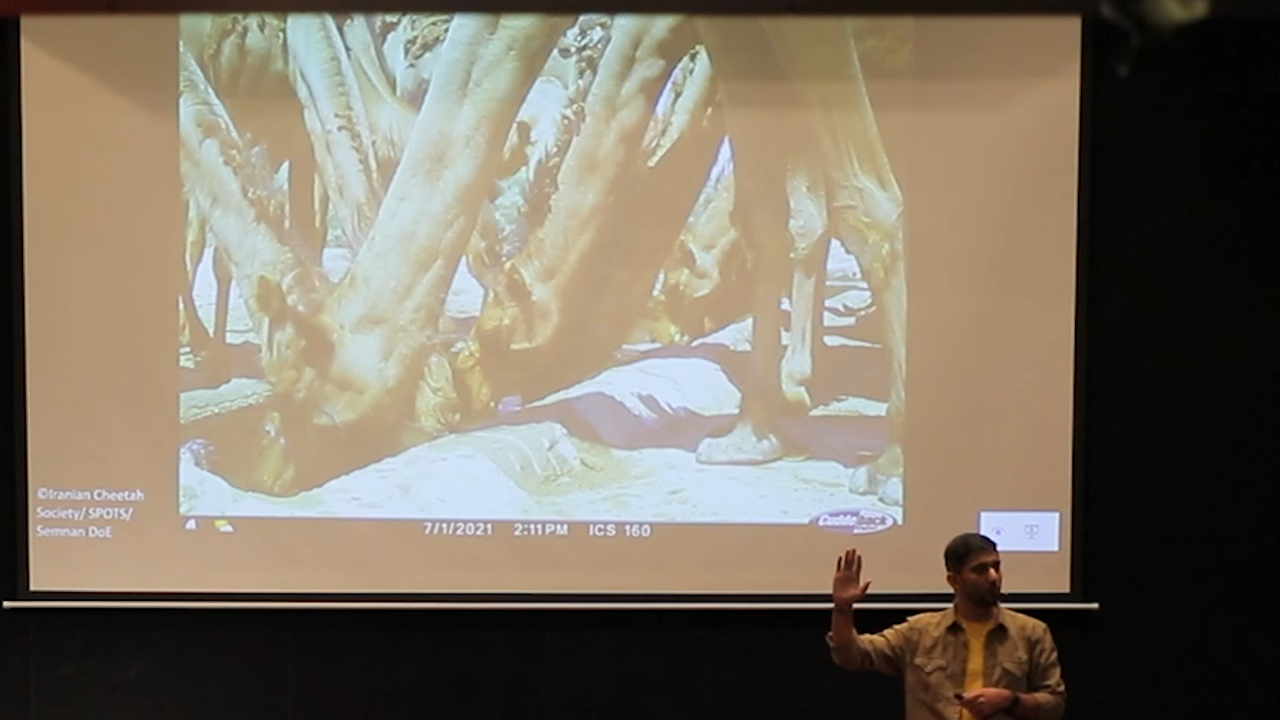 ©Iranian Cheetah
Society/ SPOTS/
Semnan DoE
7/1/2021 2:11PM ICS 160
Cuddeback